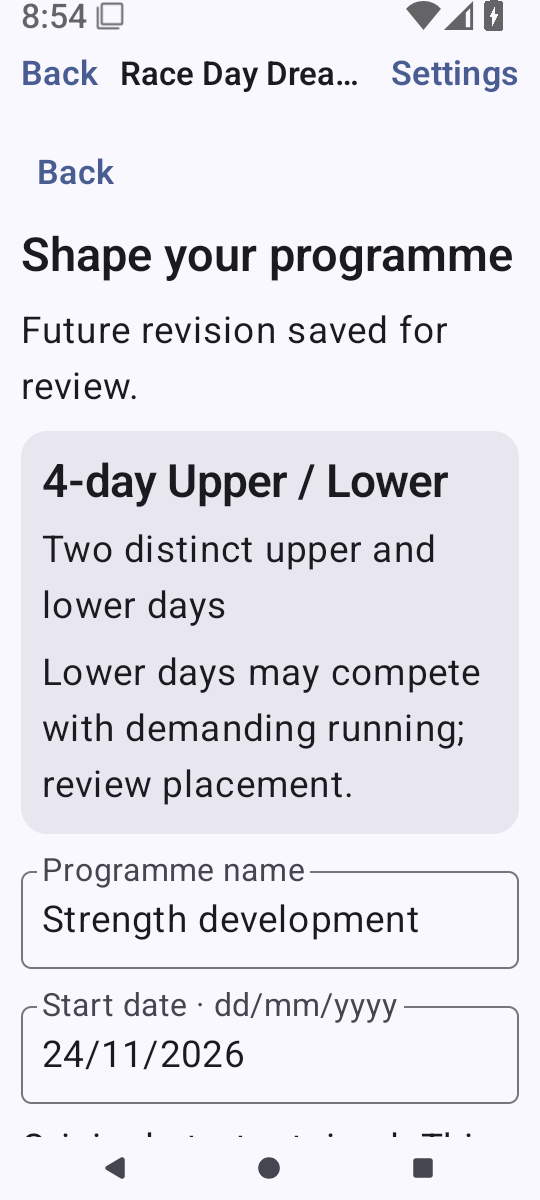 8:54
Back Race Day Drea... Settings
Back
Shape your programme
Future revision saved for
review.
4-day Upper / Lower
Two distinct upper and
lower days
Lower days may compete
with demanding running;
review placement.
Programme name
Strength development
Start date · dd/mm/yyyy
24/11/2026